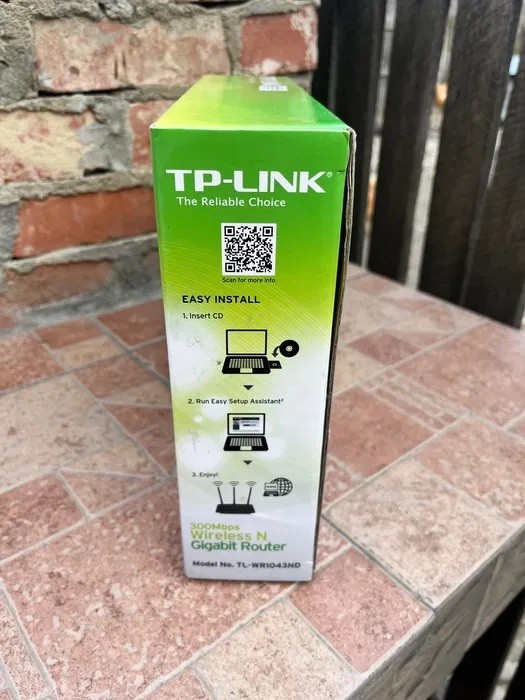 TP-LINK®
The Reliable Choice
Scan for more info
EASY INSTALL
1. Insert CD
2. Run Easy Setup Assistant²
3. Enjoy!
300Mbps
Wireless N
Gigabit Router
Model No. TL-WR1043ND